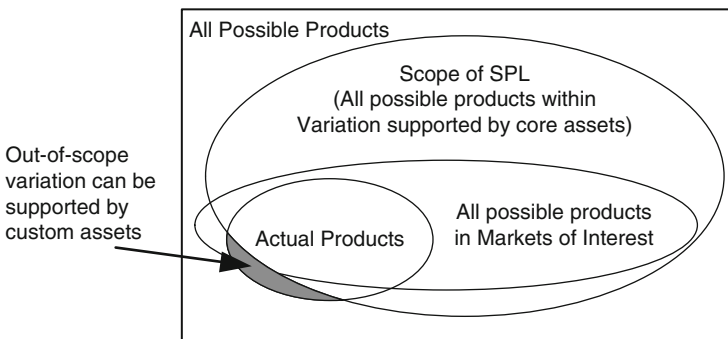 All Possible Products
Scope of SPL
(All possible products within
Variation supported by core assets)
Out-of-scope
variation can be
supported by
custom assets
Actual Products
All possible products
in Markets of Interest